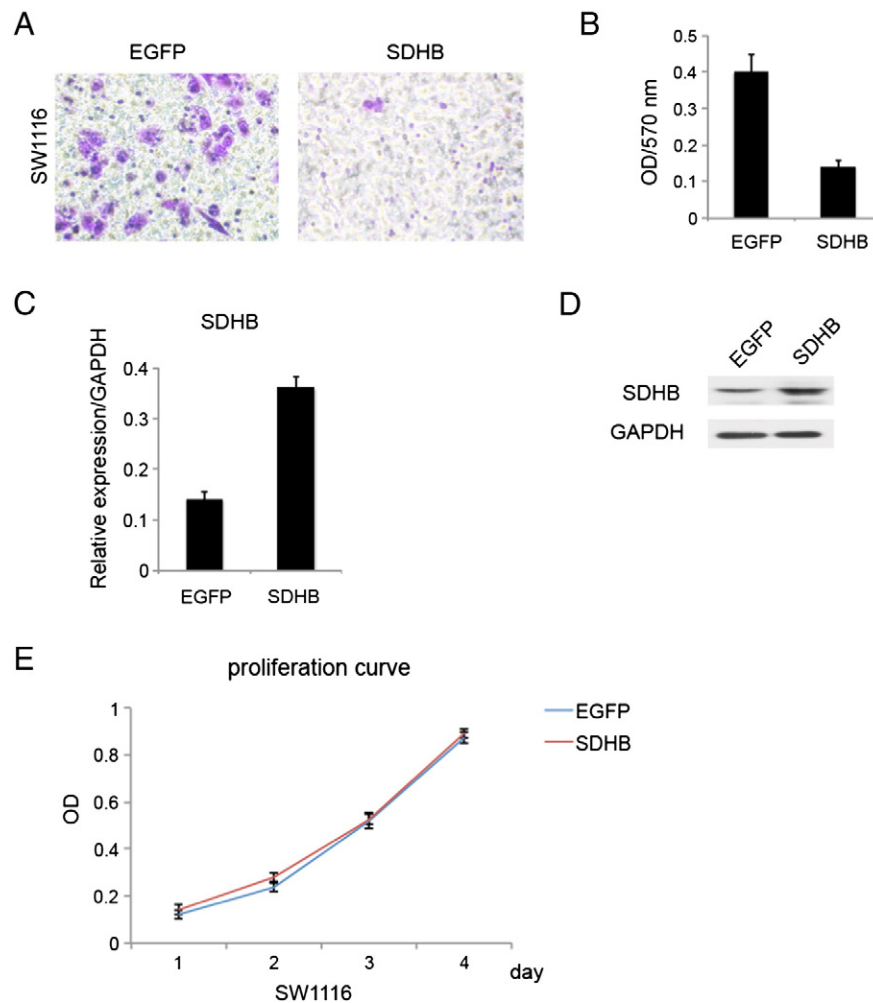 A
EGFP
SDHB
SW1116
B
OD/570 nm
0.5
0.4
0.3
0.2
0.1
0
EGFP
SDHB
C
SDHB
Relative expression/GAPDH
0.4
0.3
0.2
0.1
0
EGFP
SDHB
D
EGFP
SDHB
SDHB
GAPDH
E
proliferation curve
OD
1
0.8
0.6
0.4
0.2
0
1 2 3 4 day
SW1116
EGFP
SDHB